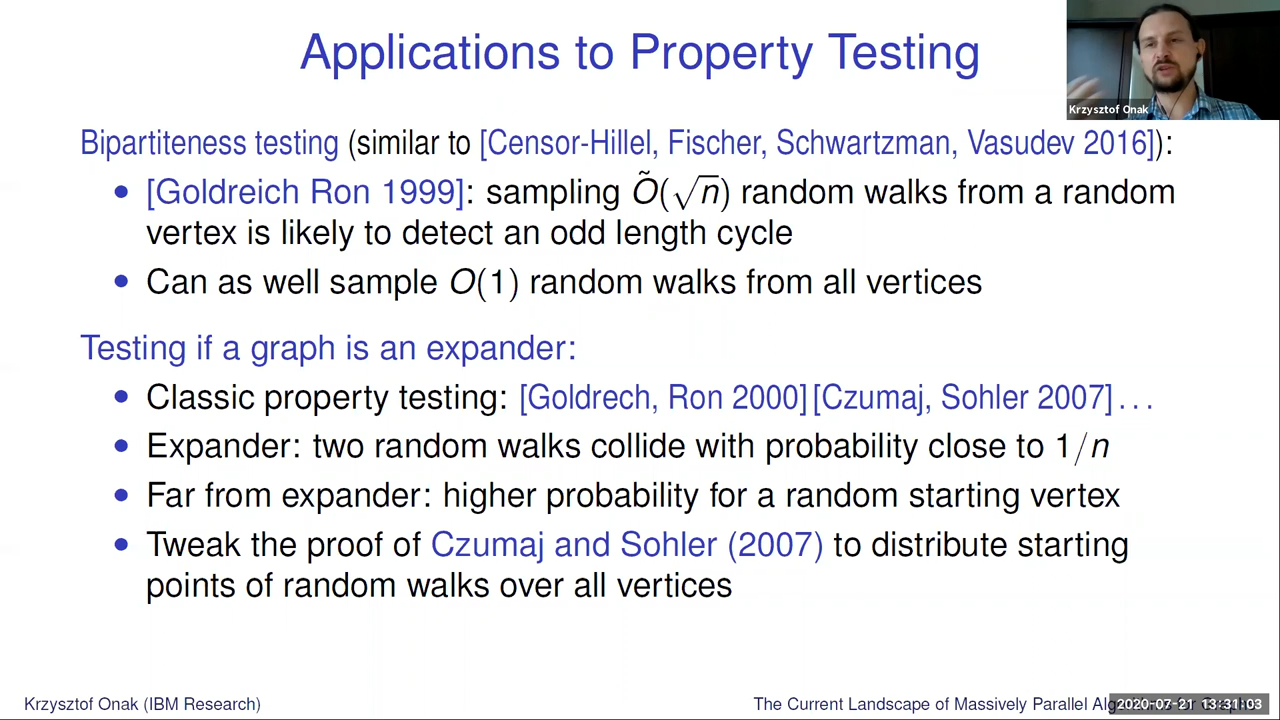 Applications to Property Testing
Krzysztof Onak
Bipartiteness testing (similar to [Censor-Hillel, Fischer, Schwartzman, Vasudev 2016]):
• [Goldreich Ron 1999]: sampling Õ(√n) random walks from a random
vertex is likely to detect an odd length cycle
• Can as well sample O(1) random walks from all vertices
Testing if a graph is an expander:
• Classic property testing: [Goldrech, Ron 2000] [Czumaj, Sohler 2007] . . .
• Expander: two random walks collide with probability close to 1/n
• Far from expander: higher probability for a random starting vertex
• Tweak the proof of Czumaj and Sohler (2007) to distribute starting
points of random walks over all vertices
Krzysztof Onak (IBM Research)
The Current Landscape of Massively Parallel
2020-07-21 13:31:03